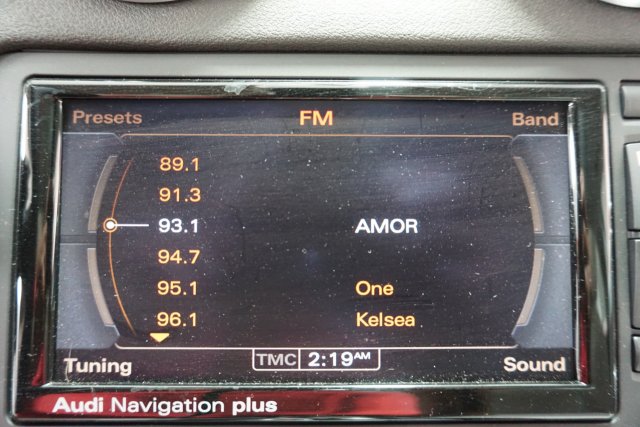 Presets FM Band
89.1
91.3
93.1 AMOR
94.7
95.1 One
96.1 Kelsea
Tuning TMC 2:19AM Sound
Audi Navigation plus